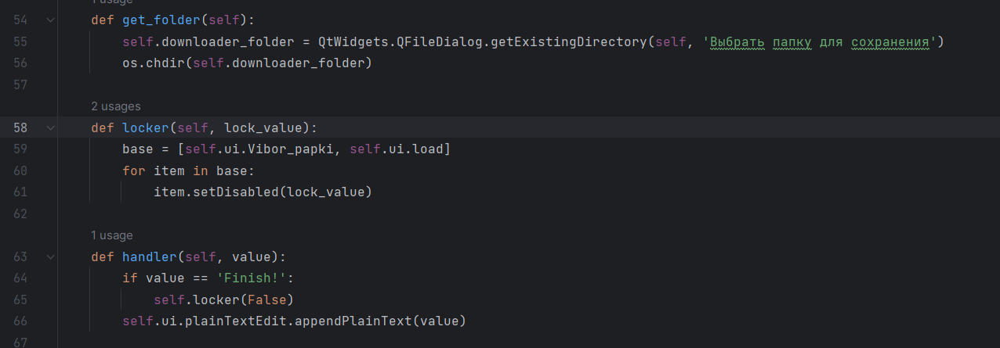 1 usage
54 def get_folder(self):
55 self.downloader_folder = QtWidgets.QFileDialog.getExistingDirectory(self, 'Выбрать папку для сохранения')
56 os.chdir(self.downloader_folder)
57
2 usages
58 def locker(self, lock_value):
59 base = [self.ui.Vibor_papki, self.ui.load]
60 for item in base:
61 item.setDisabled(lock_value)
62
1 usage
63 def handler(self, value):
64 if value == 'Finish!':
65 self.locker(False)
66 self.ui.plainTextEdit.appendPlainText(value)
67